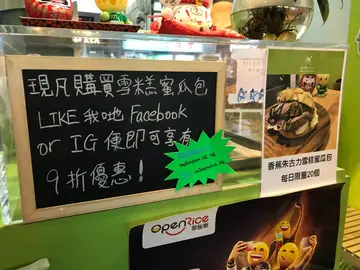 現凡購買雪糕蜜瓜包
LIKE 我哋 Facebook
or IG 便即可享有
9折優惠!
香蕉朱古力雪糕蜜瓜包
每日限量20個
OpenRice
開飯喇